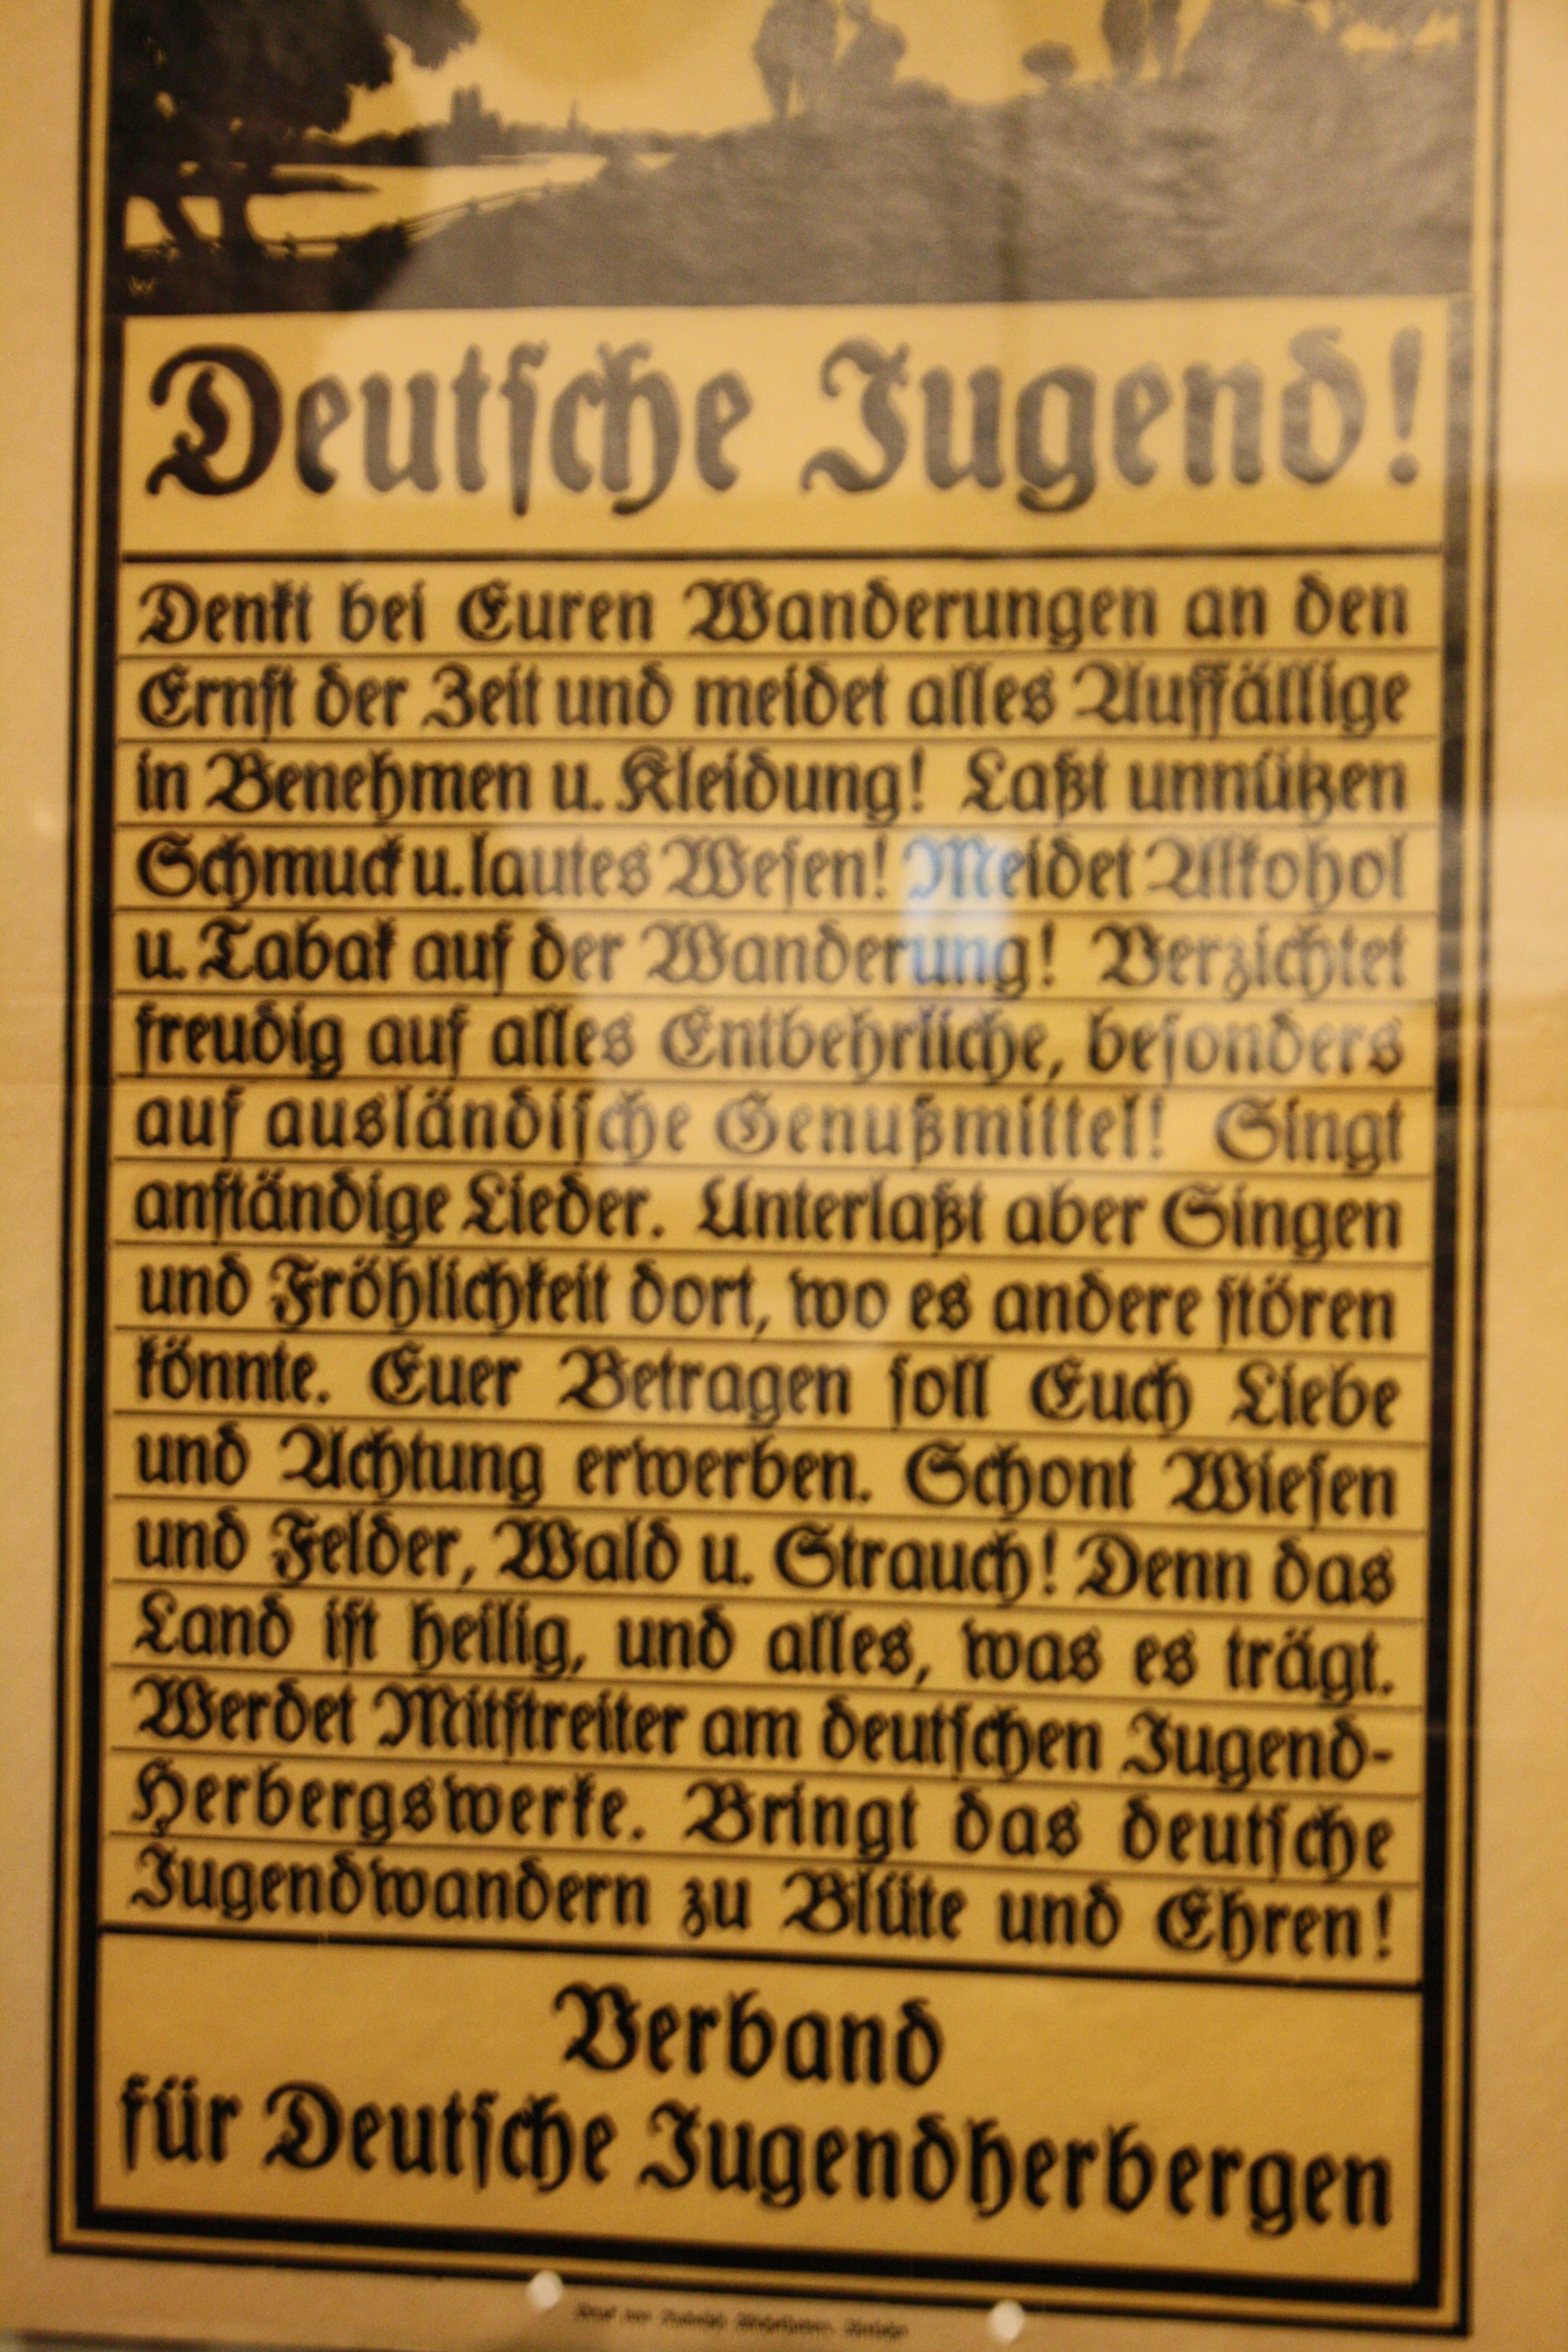 W
Deutsche Jugend!
Denkt bei Euren Wanderungen an den
Ernst der Zeit und meidet alles Auffällige
in Benehmen u. Kleidung! Laßt unnützen
Schmuck u. lautes Wesen! Meidet Alkohol
u. Tabak auf der Wanderung! Verzichtet
freudig auf alles Entbehrliche, besonders
auf ausländische Genußmittel! Singt
anständige Lieder. Unterlaßt aber Singen
und Fröhlichkeit dort, wo es andere stören
könnte. Euer Betragen soll Euch Liebe
und Achtung erwerben. Schont Wiesen
und Felder, Wald u. Strauch! Denn das
Land ist heilig, und alles, was es trägt.
Werdet Mitstreiter am deutschen Jugend-
Herbergswerke. Bringt das deutsche
Jugendwandern zu Blüte und Ehren!
Verband
für Deutsche Jugendherbergen